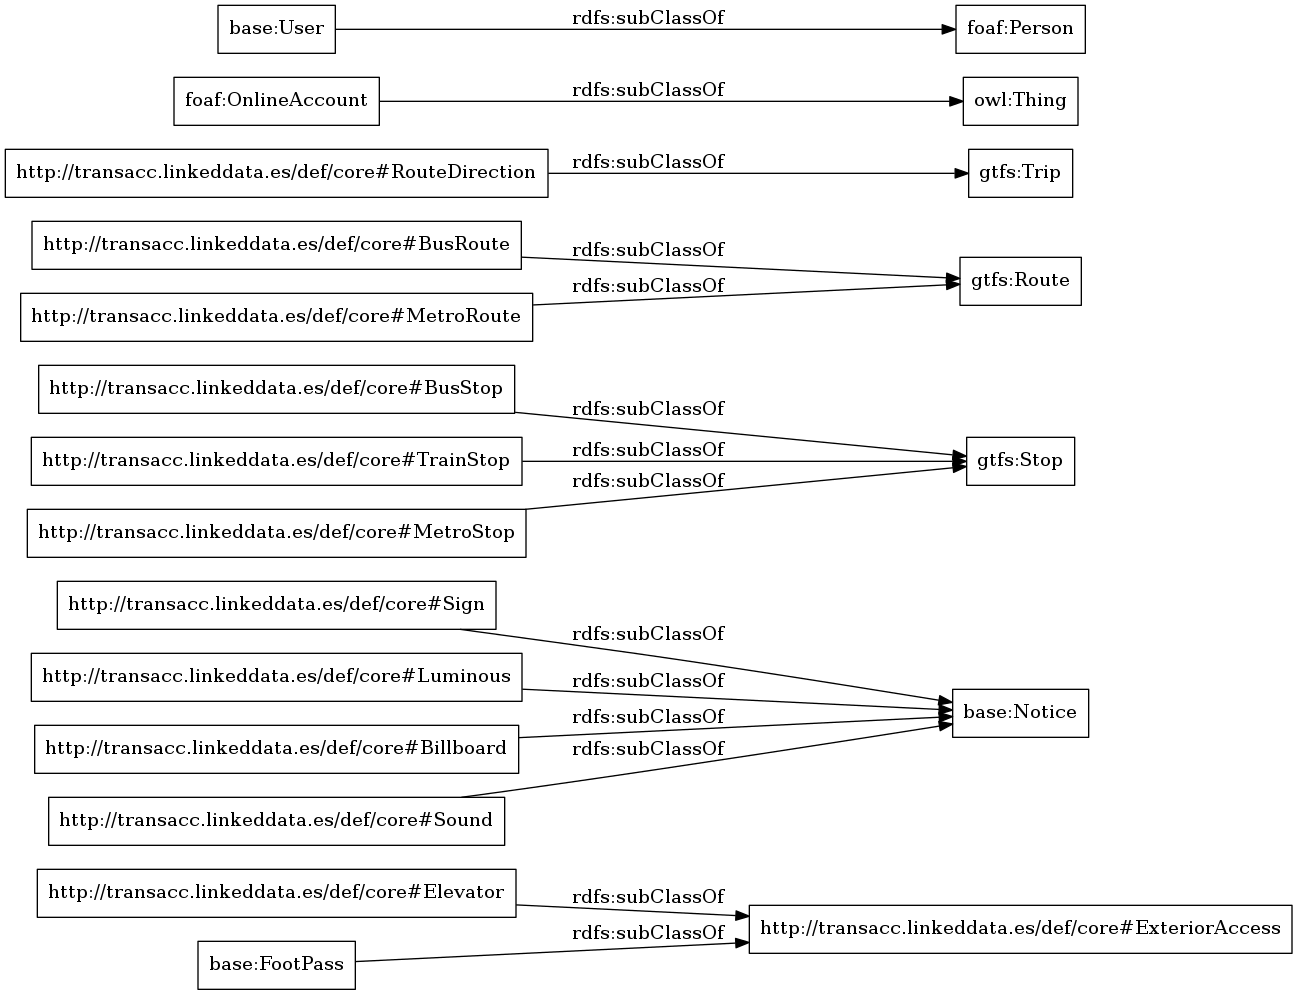 base:User
rdfs:subClassOf
foaf:Person
foaf:OnlineAccount
rdfs:subClassOf
owl:Thing
http://transacc.linkeddata.es/def/core#RouteDirection
rdfs:subClassOf
gtfs:Trip
http://transacc.linkeddata.es/def/core#BusRoute
rdfs:subClassOf
http://transacc.linkeddata.es/def/core#MetroRoute
rdfs:subClassOf
gtfs:Route
http://transacc.linkeddata.es/def/core#BusStop
rdfs:subClassOf
http://transacc.linkeddata.es/def/core#TrainStop
rdfs:subClassOf
http://transacc.linkeddata.es/def/core#MetroStop
rdfs:subClassOf
gtfs:Stop
http://transacc.linkeddata.es/def/core#Sign
rdfs:subClassOf
http://transacc.linkeddata.es/def/core#Luminous
rdfs:subClassOf
http://transacc.linkeddata.es/def/core#Billboard
rdfs:subClassOf
http://transacc.linkeddata.es/def/core#Sound
rdfs:subClassOf
base:Notice
http://transacc.linkeddata.es/def/core#Elevator
rdfs:subClassOf
base:FootPass
rdfs:subClassOf
http://transacc.linkeddata.es/def/core#ExteriorAccess